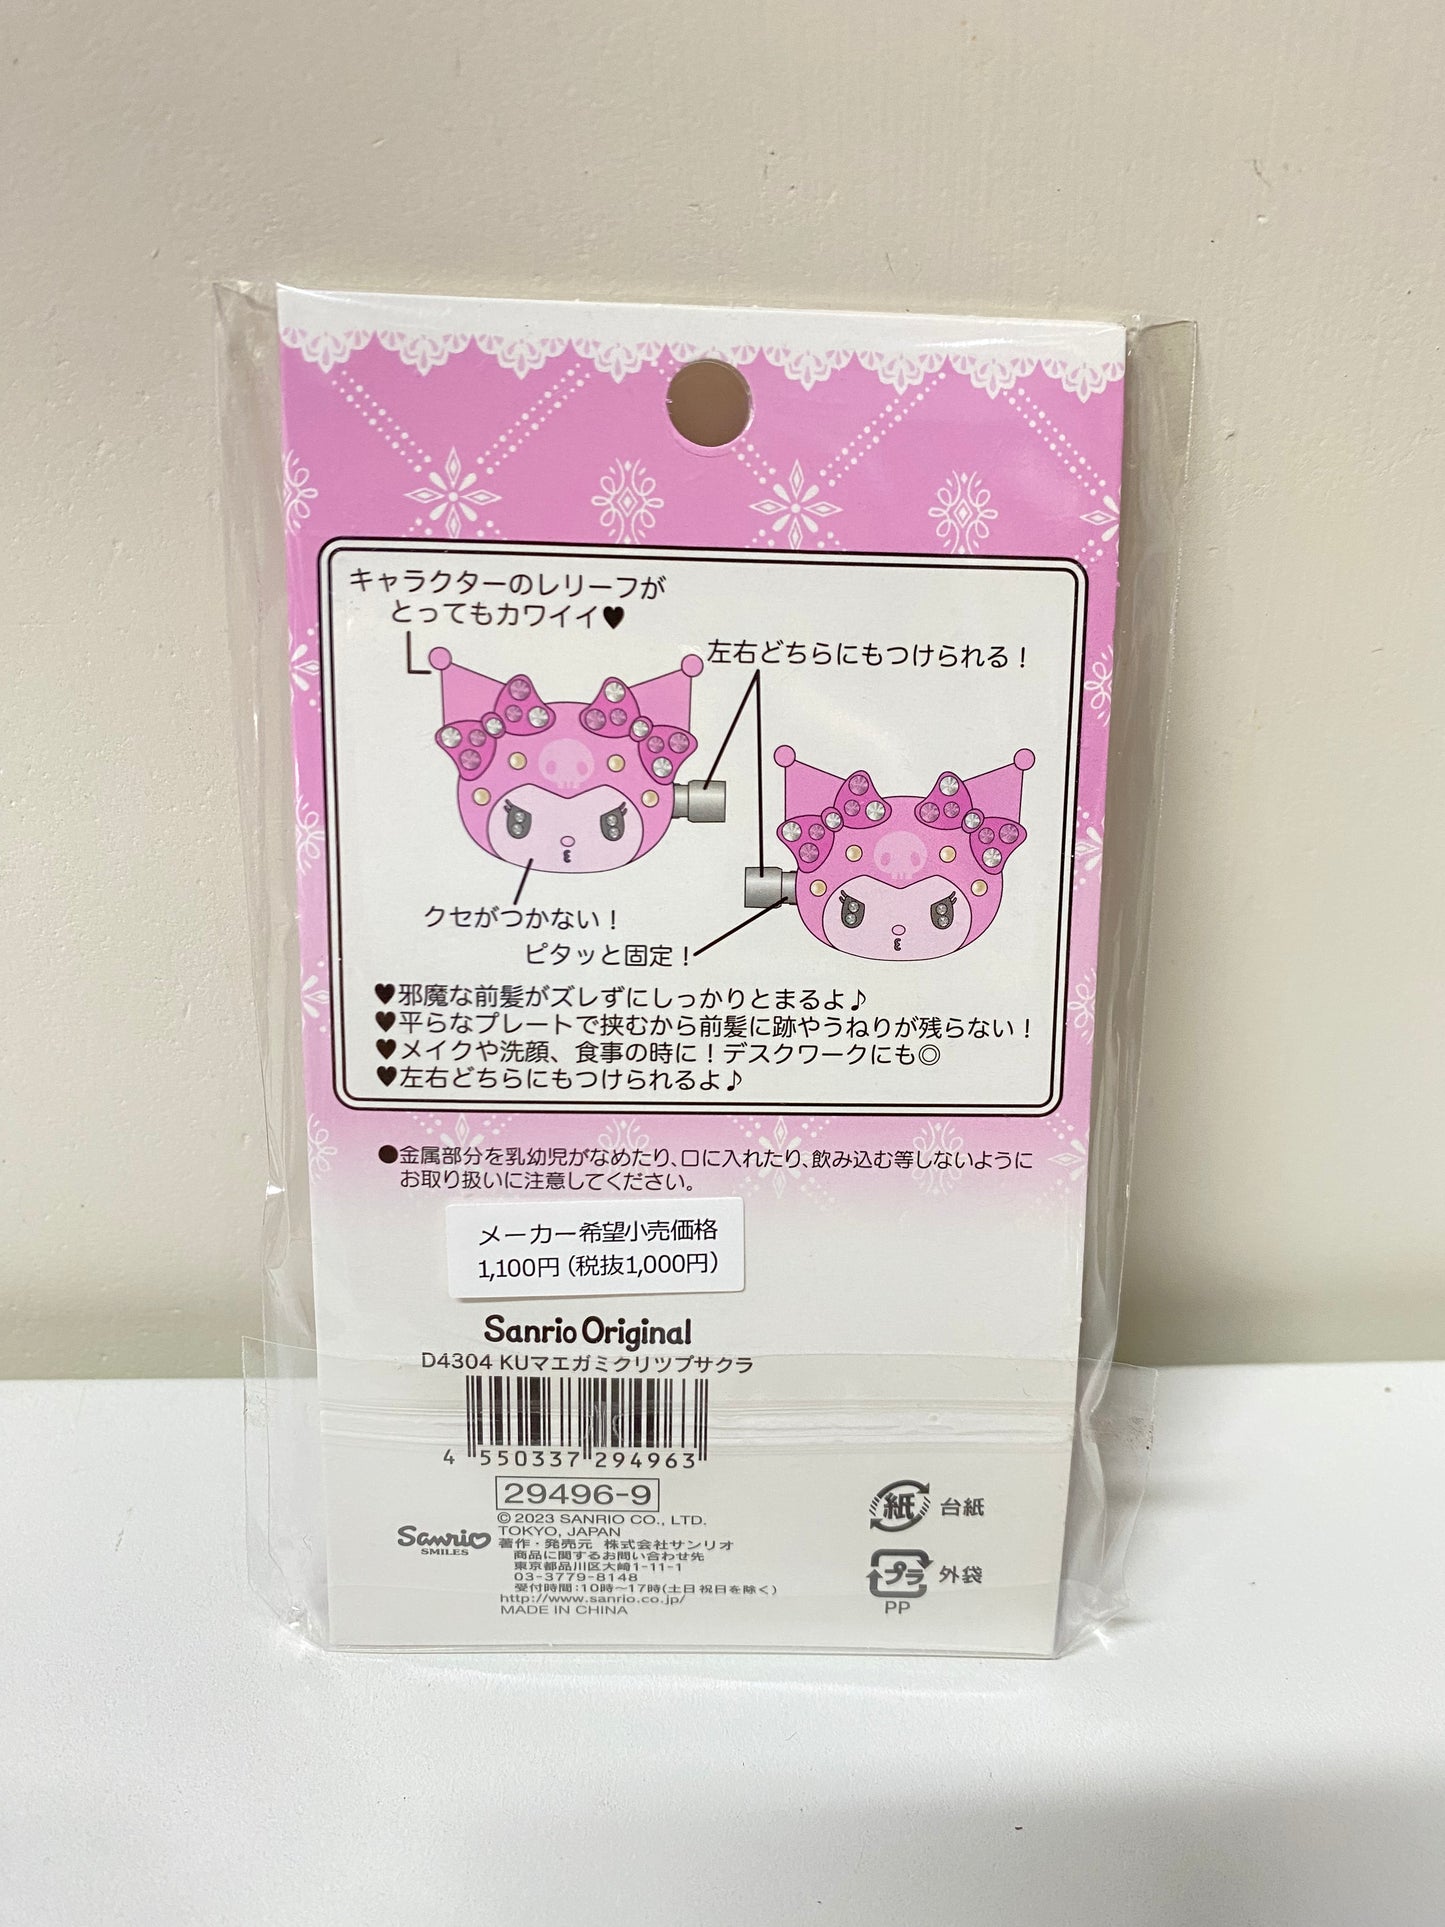 キャラクターのレリーフが
とってもカワイイ♥
左右どちらにもつけられる！
クセがつかない！
ピタッと固定！
♥邪魔な前髪がズレずにしっかりとまるよ♪
♥平らなプレートで挟むから前髪に跡やうねりが残らない！
♥メイクや洗顔、食事の時に！デスクワークにも◎
♥左右どちらにもつけられるよ♪
●金属部分を乳幼児がなめたり、口に入れたり、飲み込む等しないように
お取り扱いに注意してください。
メーカー希望小売価格
1,100円（税抜1,000円）
Sanrio Original
D4304 KUマエガミクリツプサクラ
4 550337 294963
29496-9
© 2023 SANRIO CO., LTD.
TOKYO, JAPAN
Sanrio
SMILES
著作・発売元 株式会社サンリオ
商品に関するお問い合わせ先
東京都品川区大崎1-11-1
03-3779-8148
受付時間：10時～17時（土日祝日を除く）
http://www.sanrio.co.jp/
MADE IN CHINA
紙 台紙
プラ 外袋
PP